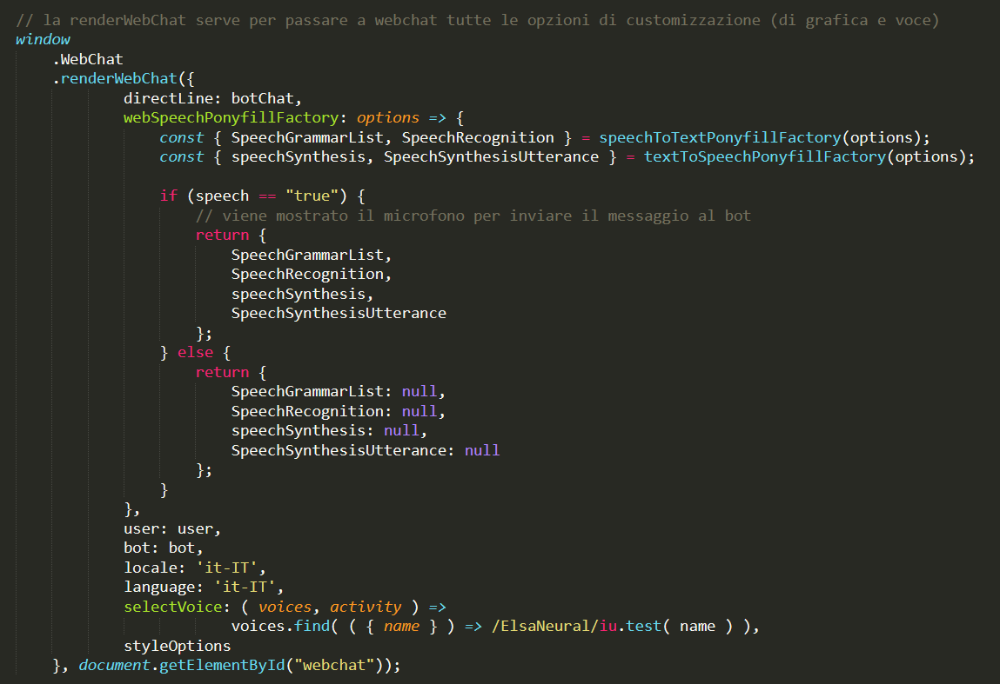 // la renderWebChat serve per passare a webchat tutte le opzioni di customizzazione (di grafica e voce)
window
    .WebChat
    .renderWebChat({
            directLine: botChat,
            webSpeechPonyfillFactory: options => {
                const { SpeechGrammarList, SpeechRecognition } = speechToTextPonyfillFactory(options);
                const { speechSynthesis, SpeechSynthesisUtterance } = textToSpeechPonyfillFactory(options);

                if (speech == "true") {
                    // viene mostrato il microfono per inviare il messaggio al bot
                    return {
                        SpeechGrammarList,
                        SpeechRecognition,
                        speechSynthesis,
                        SpeechSynthesisUtterance
                    };
                } else {
                    return {
                        SpeechGrammarList: null,
                        SpeechRecognition: null,
                        speechSynthesis: null,
                        SpeechSynthesisUtterance: null
                    };
                }
            },
            user: user,
            bot: bot,
            locale: 'it-IT',
            language: 'it-IT',
            selectVoice: ( voices, activity ) =>
                        voices.find( ( { name } ) => /ElsaNeural/iu.test( name ) ),
            styleOptions
    }, document.getElementById("webchat"));